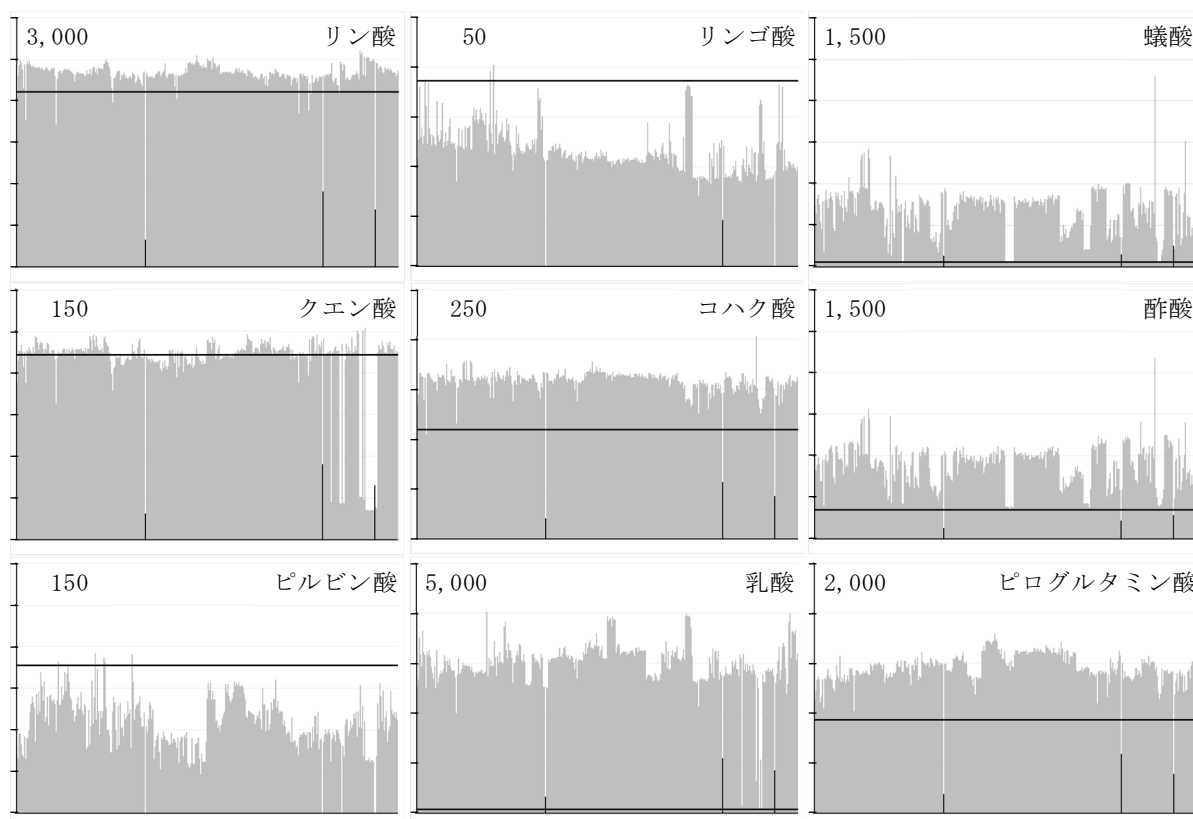 3,000 リン酸
50 リンゴ酸
1,500 蟻酸
150 クエン酸
250 コハク酸
1,500 酢酸
150 ピルビン酸
5,000 乳酸
2,000 ピログルタミン酸